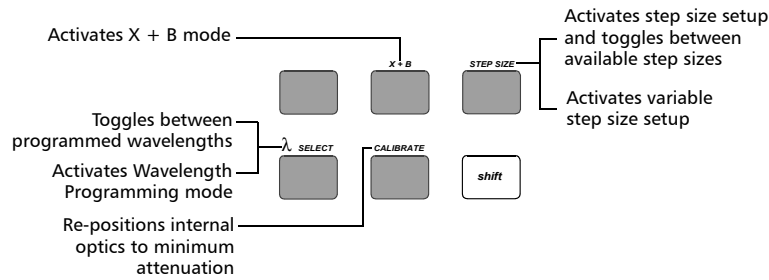 Activates step size setup
and toggles between
available step sizes
Activates X + B mode
X + B
STEP SIZE
Activates variable
step size setup
Toggles between
programmed wavelengths
λ SELECT
CALIBRATE
Activates Wavelength
Programming mode
shift
Re-positions internal
optics to minimum
attenuation